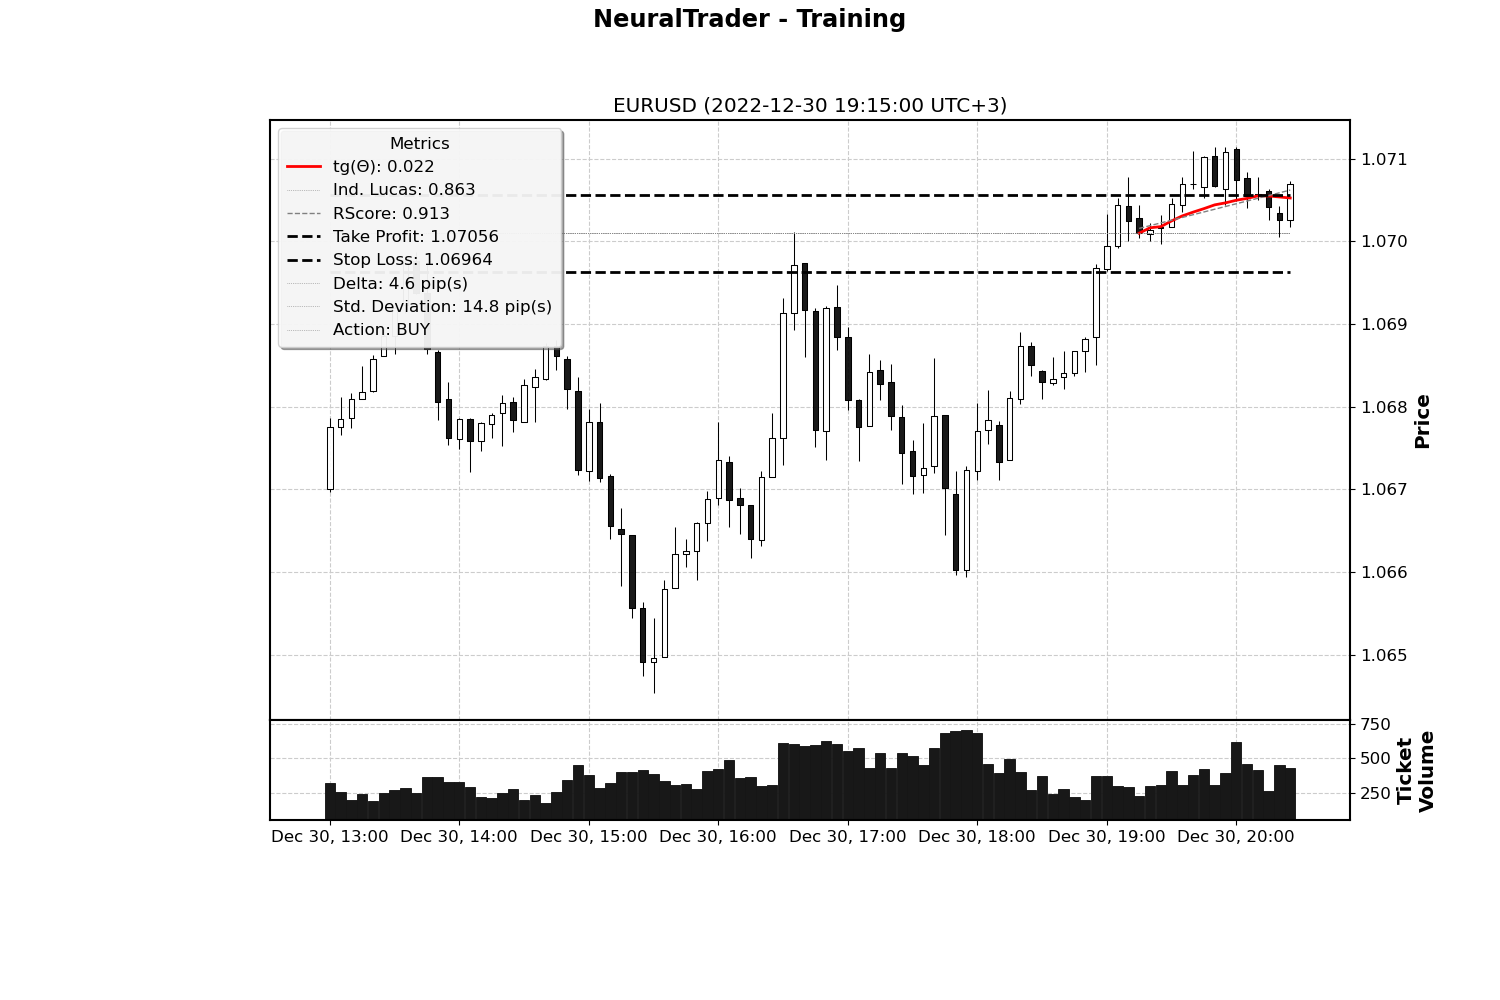 NeuralTrader - Training
EURUSD (2022-12-30 19:15:00 UTC+3)
Metrics
tg(Θ): 0.022
Ind. Lucas: 0.863
RScore: 0.913
Take Profit: 1.07056
Stop Loss: 1.06964
Delta: 4.6 pip(s)
Std. Deviation: 14.8 pip(s)
Action: BUY
1.071
1.070
1.069
1.068
1.067
1.066
1.065
Price
750
500
250
Ticket
Volume
Dec 30, 13:00 Dec 30, 14:00 Dec 30, 15:00 Dec 30, 16:00 Dec 30, 17:00 Dec 30, 18:00 Dec 30, 19:00 Dec 30, 20:00